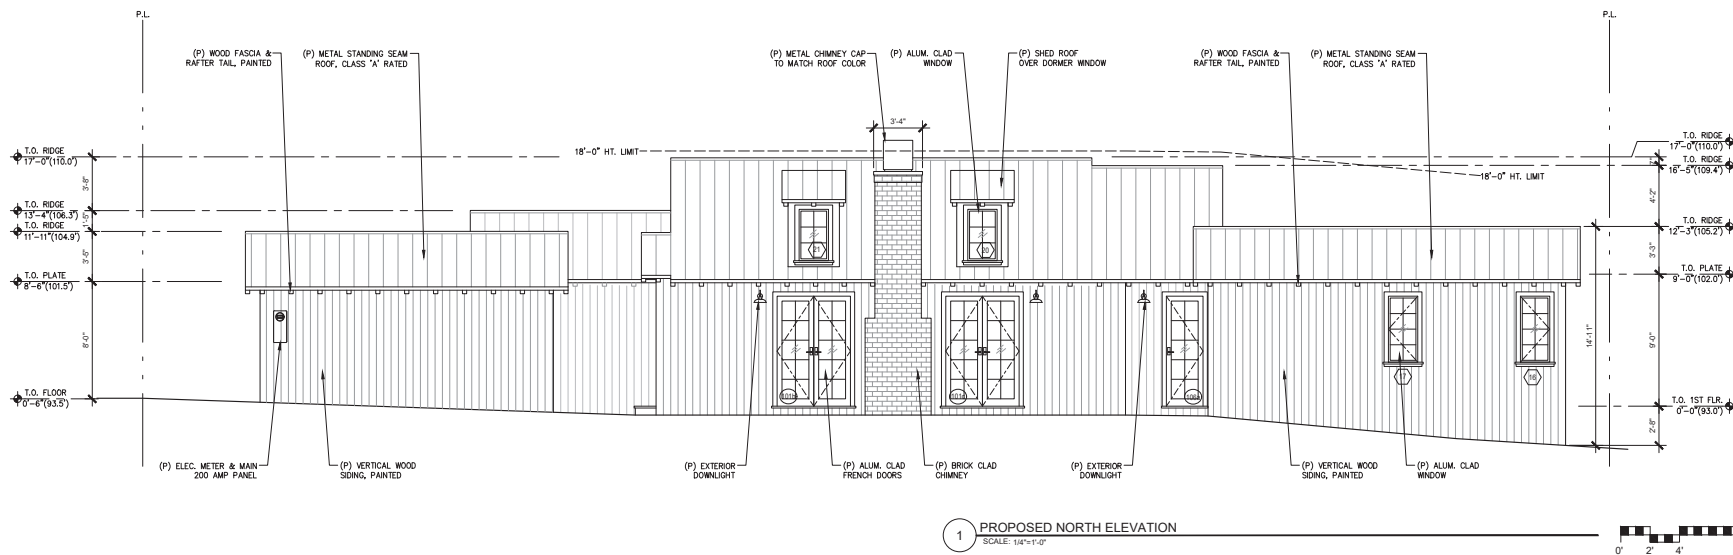 P.L.
P.L.
(P) WOOD FASCIA &
RAFTER TAIL, PAINTED
(P) METAL STANDING SEAM
ROOF, CLASS 'A' RATED
(P) METAL CHIMNEY CAP
TO MATCH ROOF COLOR
(P) ALUM. CLAD
WINDOW
(P) SHED ROOF
OVER DORMER WINDOW
(P) WOOD FASCIA &
RAFTER TAIL, PAINTED
(P) METAL STANDING SEAM
ROOF, CLASS 'A' RATED
3'-4"
18'-0" HT. LIMIT
18'-0" HT. LIMIT
T.O. RIDGE
17'-0"(110.0')
3'-8"
T.O. RIDGE
13'-4"(106.3')
1'-5"
T.O. RIDGE
11'-11"(104.9')
3'-6"
T.O. PLATE
8'-6"(101.5')
8'-0"
T.O. FLOOR
0'-6"(93.5')
T.O. RIDGE
17'-0"(110.0')
7"
T.O. RIDGE
16'-5"(109.4')
4'-2"
T.O. RIDGE
12'-3"(105.2')
3'-3"
T.O. PLATE
9'-0"(102.0')
14'-11"
9'-0"
T.O. 1ST FLR.
0'-0"(93.0')
2'-8"
21
20
17
16
101b
101a
106a
(P) ELEC. METER & MAIN
200 AMP PANEL
(P) VERTICAL WOOD
SIDING, PAINTED
(P) EXTERIOR
DOWNLIGHT
(P) ALUM. CLAD
FRENCH DOORS
(P) BRICK CLAD
CHIMNEY
(P) EXTERIOR
DOWNLIGHT
(P) VERTICAL WOOD
SIDING, PAINTED
(P) ALUM. CLAD
WINDOW
1
PROPOSED NORTH ELEVATION
SCALE: 1/4"=1'-0"
0' 2' 4'